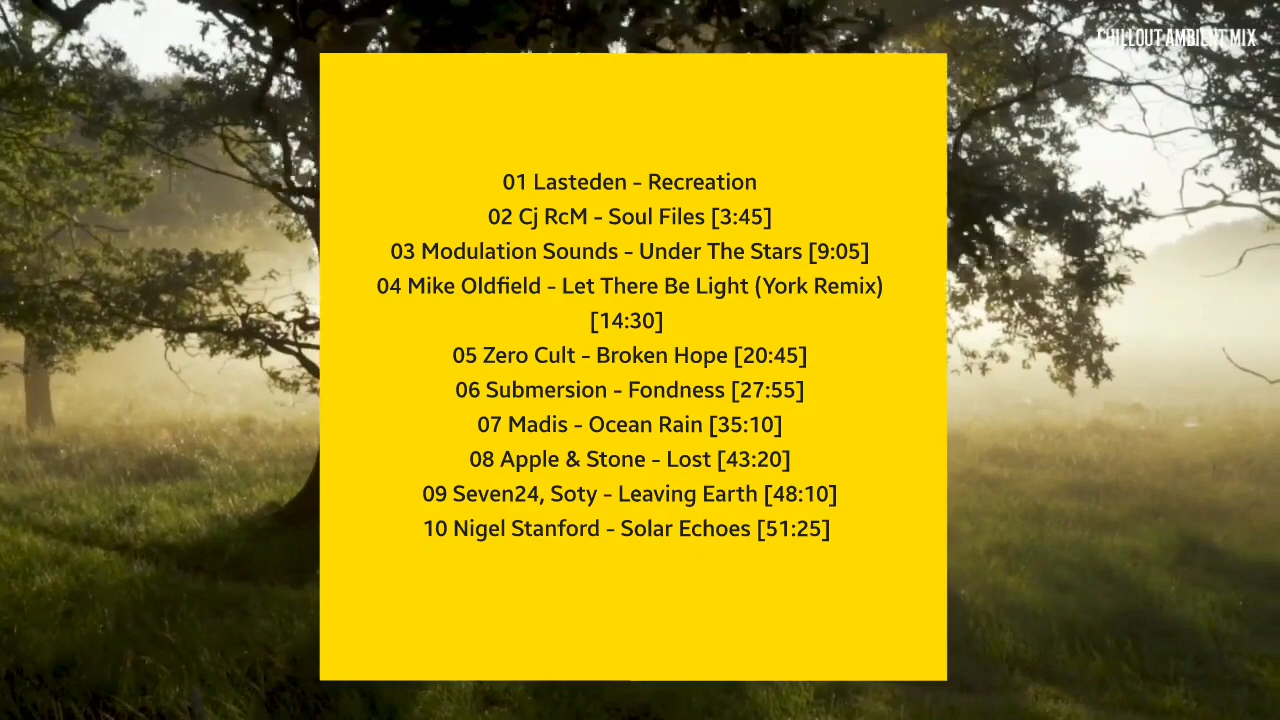 CHILLOUT AMBIENT MIX
01 Lasteden - Recreation
02 Cj RcM - Soul Files [3:45]
03 Modulation Sounds - Under The Stars [9:05]
04 Mike Oldfield - Let There Be Light (York Remix)
[14:30]
05 Zero Cult - Broken Hope [20:45]
06 Submersion - Fondness [27:55]
07 Madis - Ocean Rain [35:10]
08 Apple & Stone - Lost [43:20]
09 Seven24, Soty - Leaving Earth [48:10]
10 Nigel Stanford - Solar Echoes [51:25]